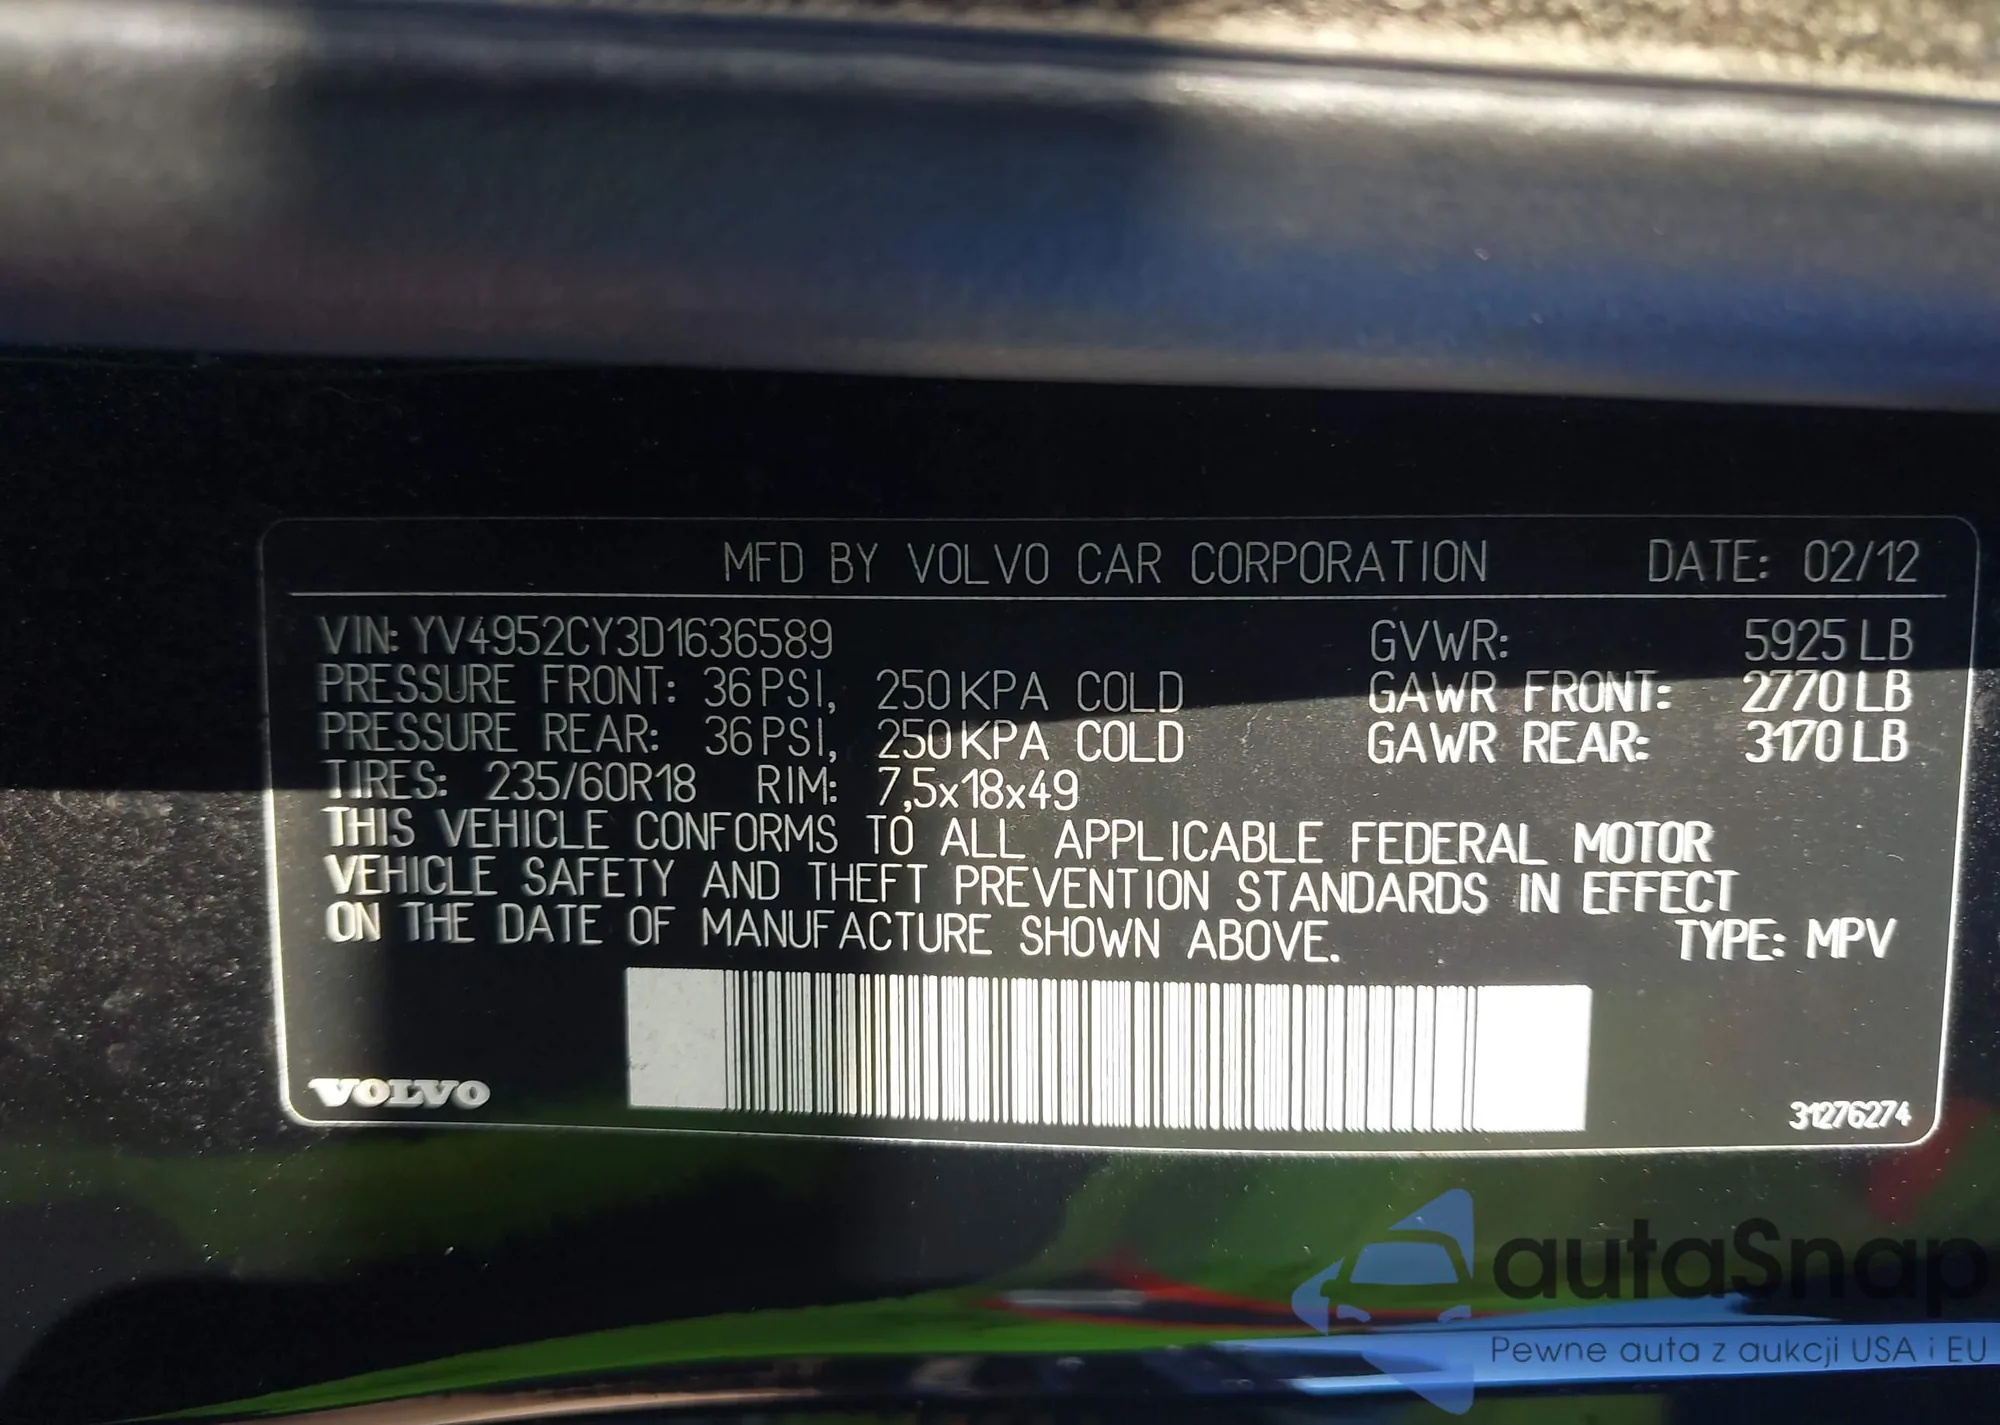 MFD BY VOLVO CAR CORPORATION DATE: 02/12
VIN: YV4952CY3D1636589 GVWR: 5925 LB
PRESSURE FRONT: 36 PSI, 250 KPA COLD GAWR FRONT: 2770 LB
PRESSURE REAR: 36 PSI, 250 KPA COLD GAWR REAR: 3170 LB
TIRES: 235/60R18 RIM: 7,5x18x49
THIS VEHICLE CONFORMS TO ALL APPLICABLE FEDERAL MOTOR
VEHICLE SAFETY AND THEFT PREVENTION STANDARDS IN EFFECT
ON THE DATE OF MANUFACTURE SHOWN ABOVE. TYPE: MPV
VOLVO 31276274
autaSnap
Pewne auta z aukcji USA i EU